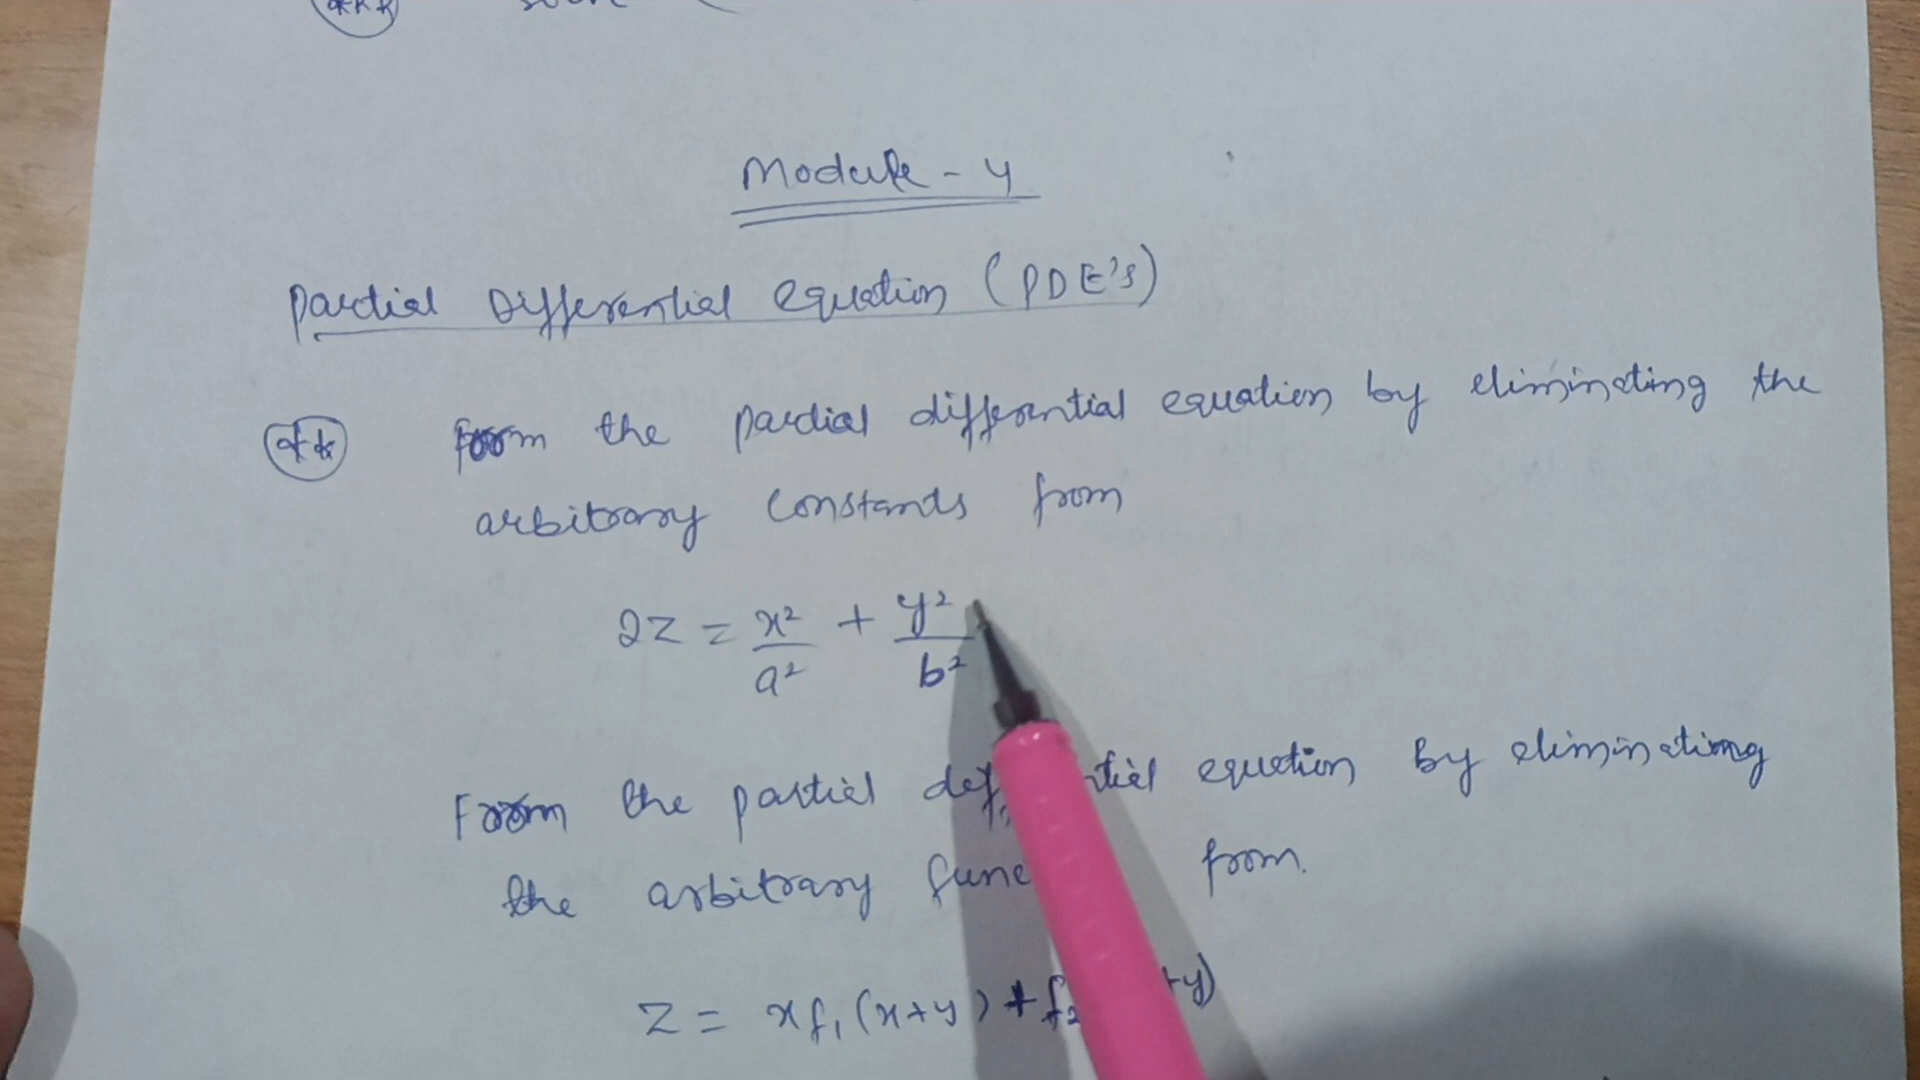 Module - 4
Partial Differential equation (PDE's)
Form the partial differential equation by eliminating the
arbitrary constants from
2z = x²/a² + y²/b²
Form the partial equation by eliminating
the arbitrary from.
z = xf₁(x+y) + f₂ +y)